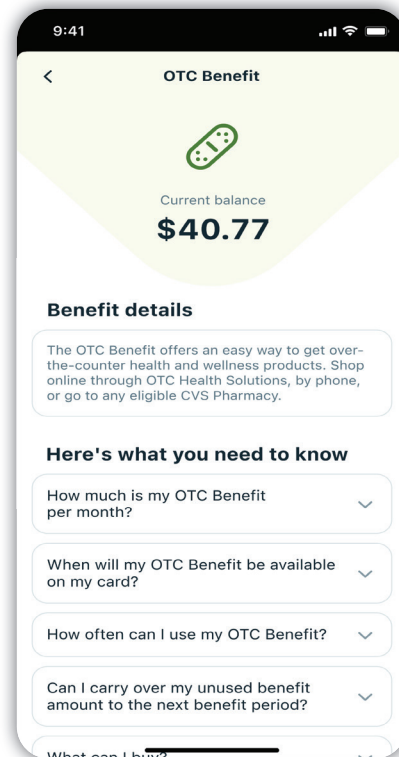 9:41
OTC Benefit
Current balance
$40.77
Benefit details
The OTC Benefit offers an easy way to get over-
the-counter health and wellness products. Shop
online through OTC Health Solutions, by phone,
or go to any eligible CVS Pharmacy.
Here's what you need to know
How much is my OTC Benefit
per month?
When will my OTC Benefit be available
on my card?
How often can I use my OTC Benefit?
Can I carry over my unused benefit
amount to the next benefit period?
What can I buy?